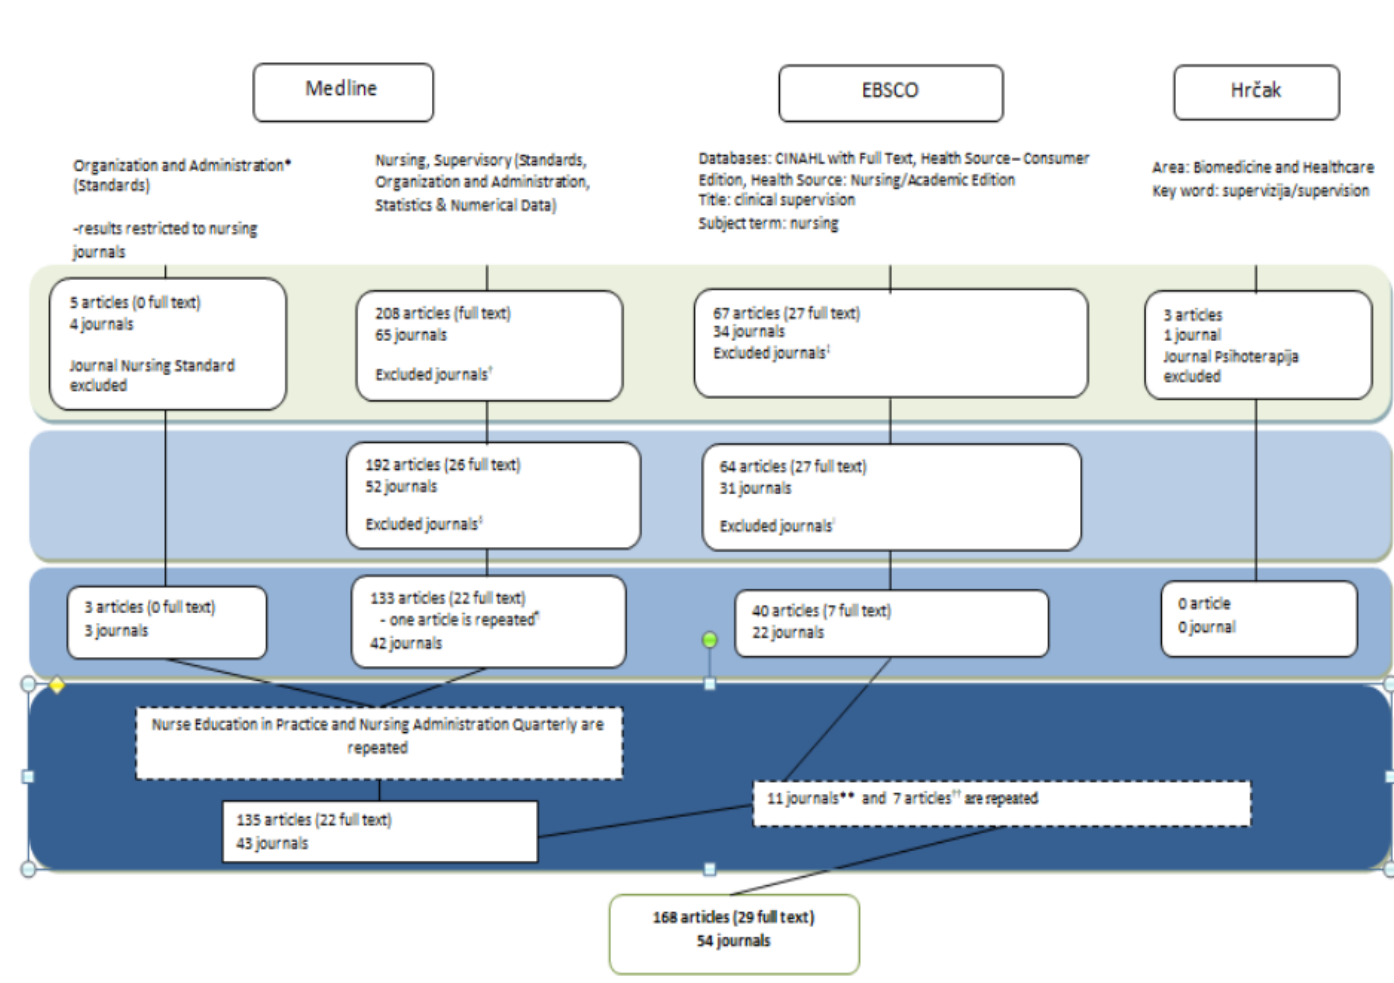 Medline
EBSCO
Hrčak
Organization and Administration*
(Standards)
-results restricted to nursing
journals
Nursing, Supervisory (Standards,
Organization and Administration,
Statistics & Numerical Data)
Databases: CINAHL with Full Text, Health Source – Consumer
Edition, Health Source: Nursing/Academic Edition
Title: clinical supervision
Subject term: nursing
Area: Biomedicine and Healthcare
Key word: supervizija/supervision
5 articles (0 full text)
4 journals
Journal Nursing Standard
excluded
208 articles (full text)
65 journals
Excluded journals†
67 articles (27 full text)
34 journals
Excluded journals‡
3 articles
1 journal
Journal Psihoterapija
excluded
192 articles (26 full text)
52 journals
Excluded journals
64 articles (27 full text)
31 journals
Excluded journals
3 articles (0 full text)
3 journals
133 articles (22 full text)
- one article is repeated¶
42 journals
40 articles (7 full text)
22 journals
0 article
0 journal
Nurse Education in Practice and Nursing Administration Quarterly are
repeated
135 articles (22 full text)
43 journals
11 journals** and 7 articles†† are repeated
168 articles (29 full text)
54 journals